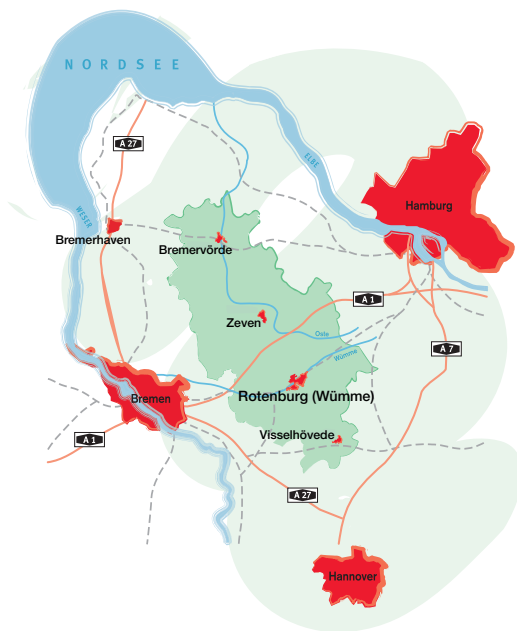 NORDSEE
A 27
ELBE
Hamburg
WESER
Bremerhaven
Bremervörde
A 1
Zeven
Oste
A 7
Wümme
Bremen
Rotenburg (Wümme)
Visselhövede
A 1
A 27
Hannover